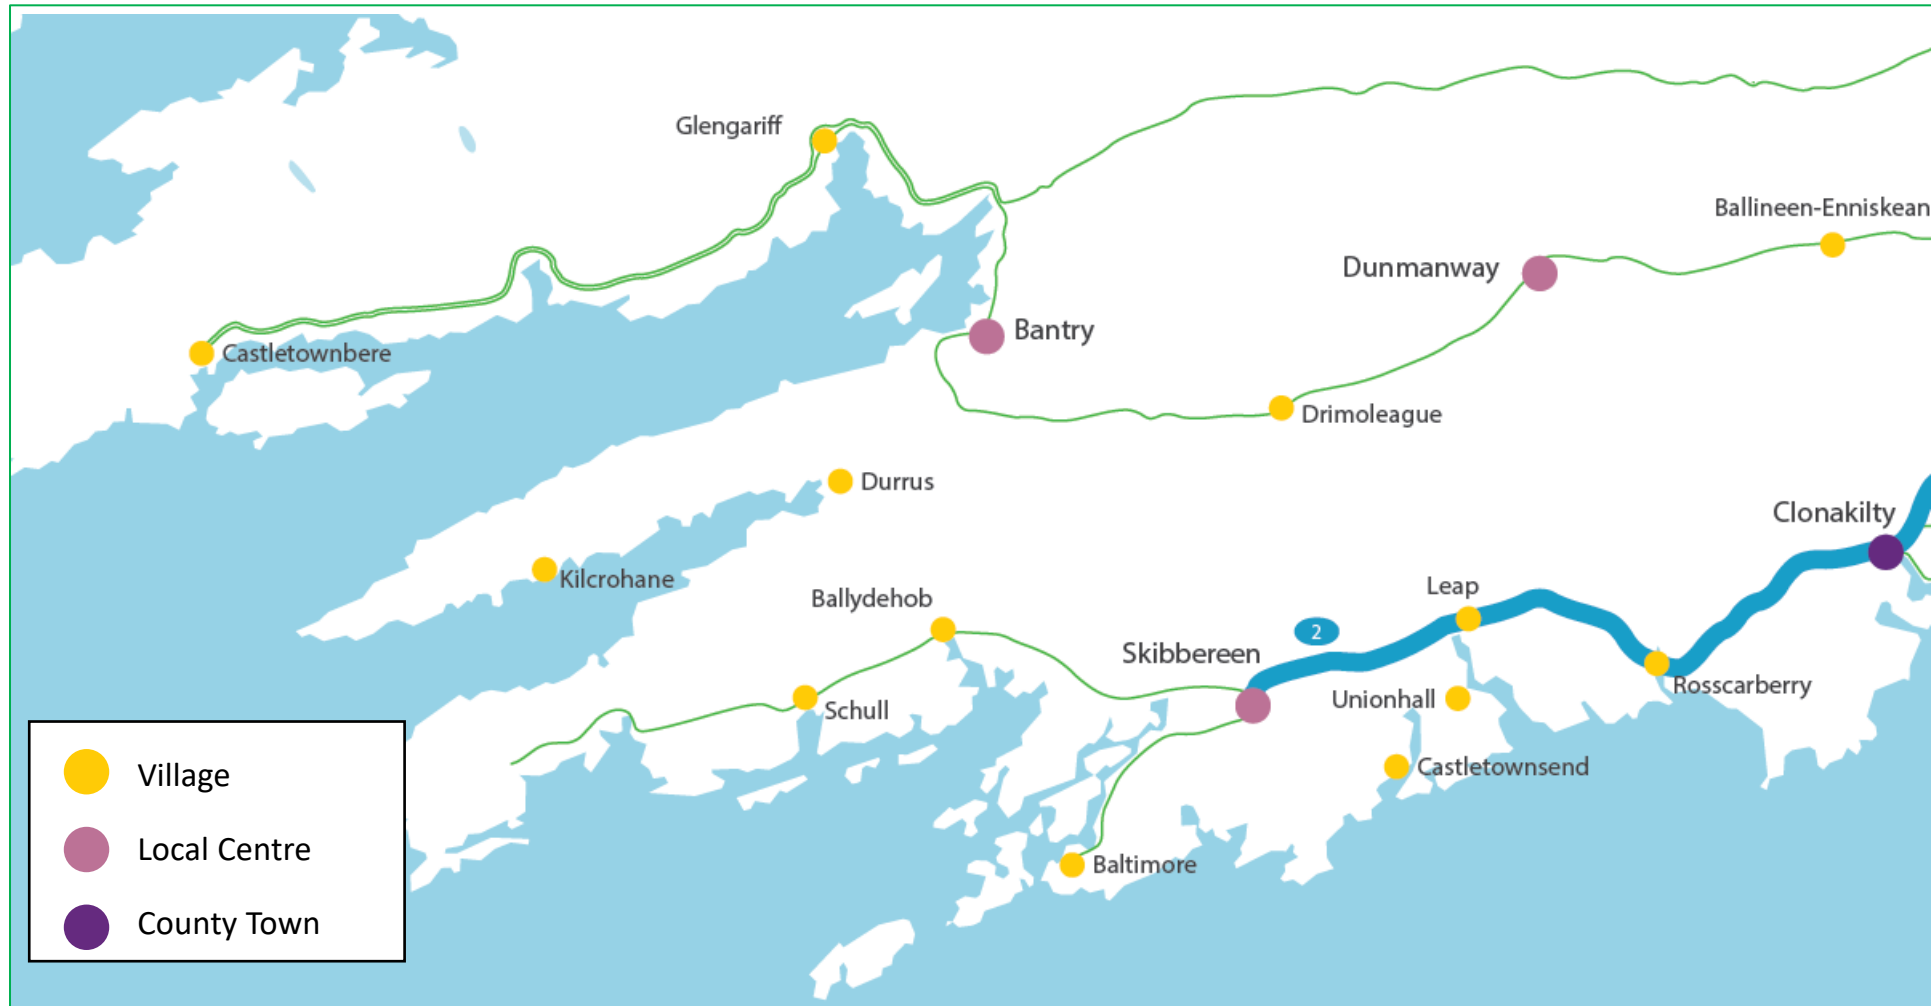 Glengariff
Ballineen-Enniskean
Dunmanway
Bantry
Castletownbere
Drimoleague
Durrus
Clonakilty
Kilcrohane
Leap
Ballydehob
2
Skibbereen
Rosscarberry
Unionhall
Schull
Castletownsend
Baltimore
Village
Local Centre
County Town